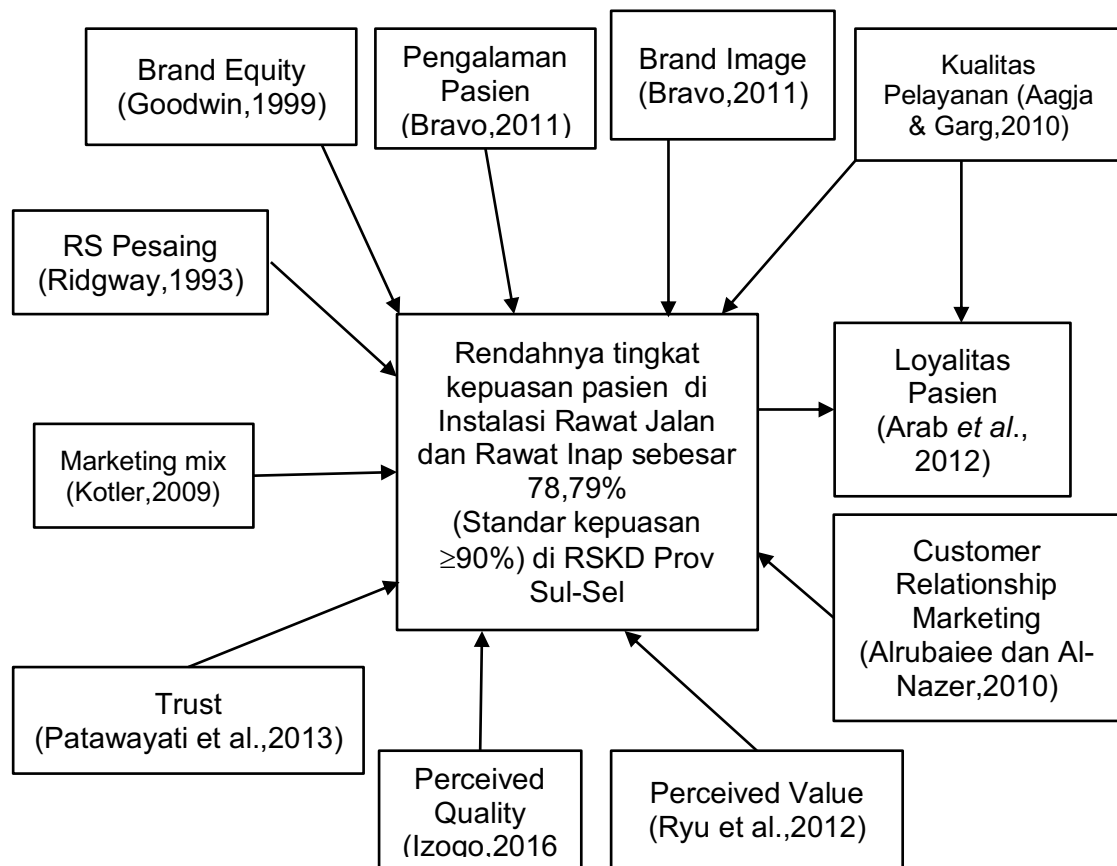 Brand Equity
(Goodwin,1999)
Pengalaman
Pasien
(Bravo,2011)
Brand Image
(Bravo,2011)
Kualitas
Pelayanan (Aagja
& Garg,2010)
RS Pesaing
(Ridgway,1993)
Rendahnya tingkat
kepuasan pasien di
Instalasi Rawat Jalan
dan Rawat Inap sebesar
78,79%
(Standar kepuasan
≥90%) di RSKD Prov
Sul-Sel
Loyalitas
Pasien
(Arab et al.,
2012)
Marketing mix
(Kotler,2009)
Customer
Relationship
Marketing
(Alrubaiee dan Al-
Nazer,2010)
Trust
(Patawayati et al.,2013)
Perceived
Quality
(Izogo,2016
Perceived Value
(Ryu et al.,2012)